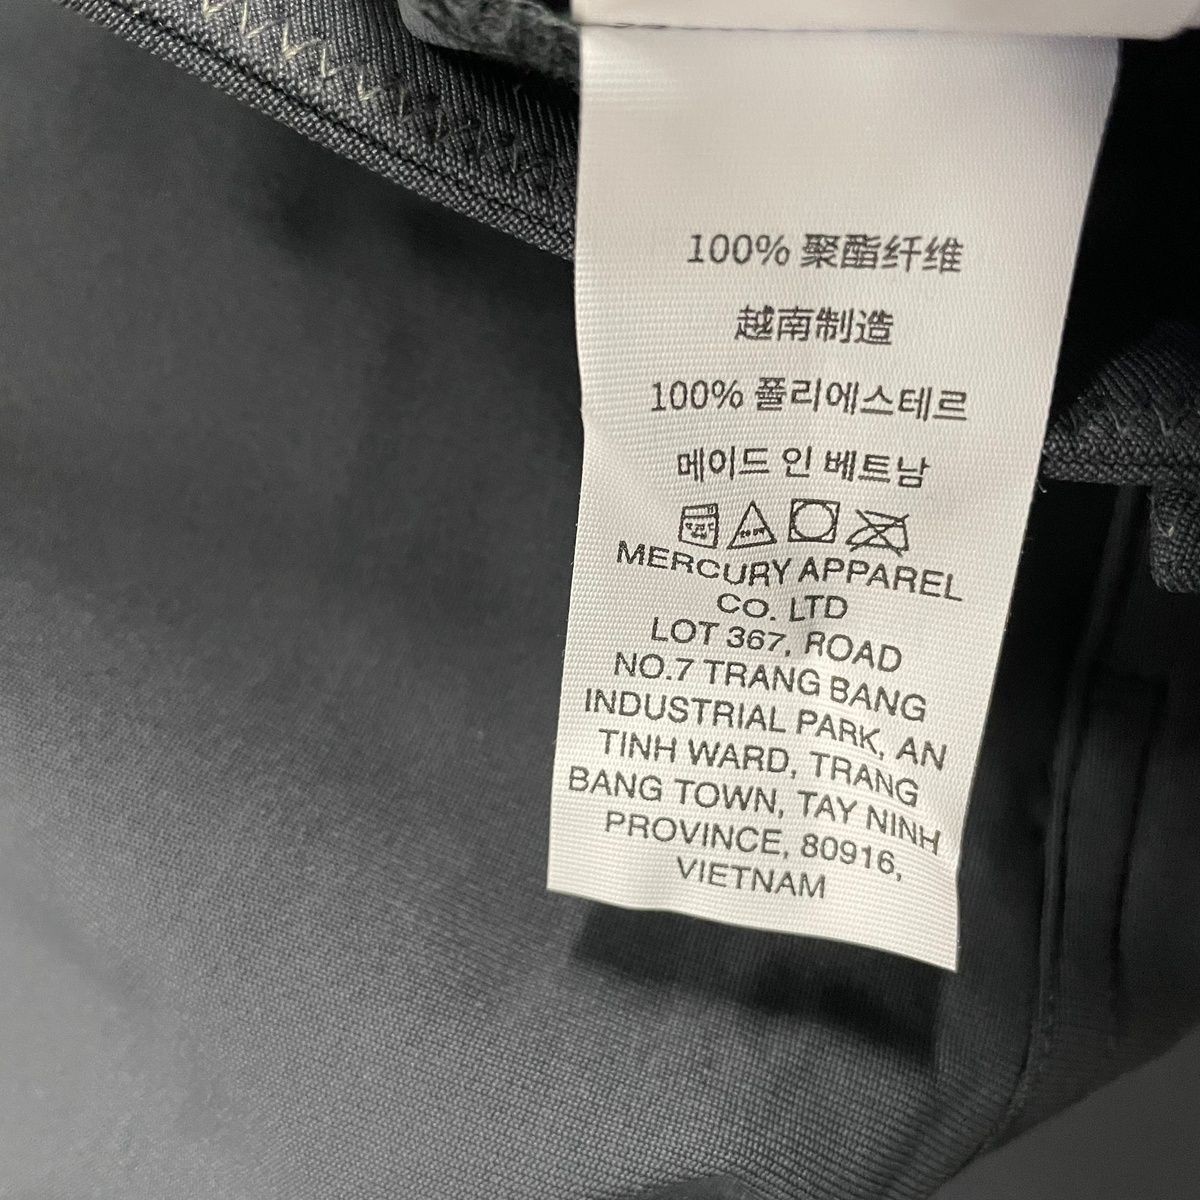 100% 聚酯纤维
越南制造
100% 폴리에스테르
메이드 인 베트남
MERCURY APPAREL
CO. LTD
LOT 367, ROAD
NO.7 TRANG BANG
INDUSTRIAL PARK, AN
TINH WARD, TRANG
BANG TOWN, TAY NINH
PROVINCE, 80916,
VIETNAM